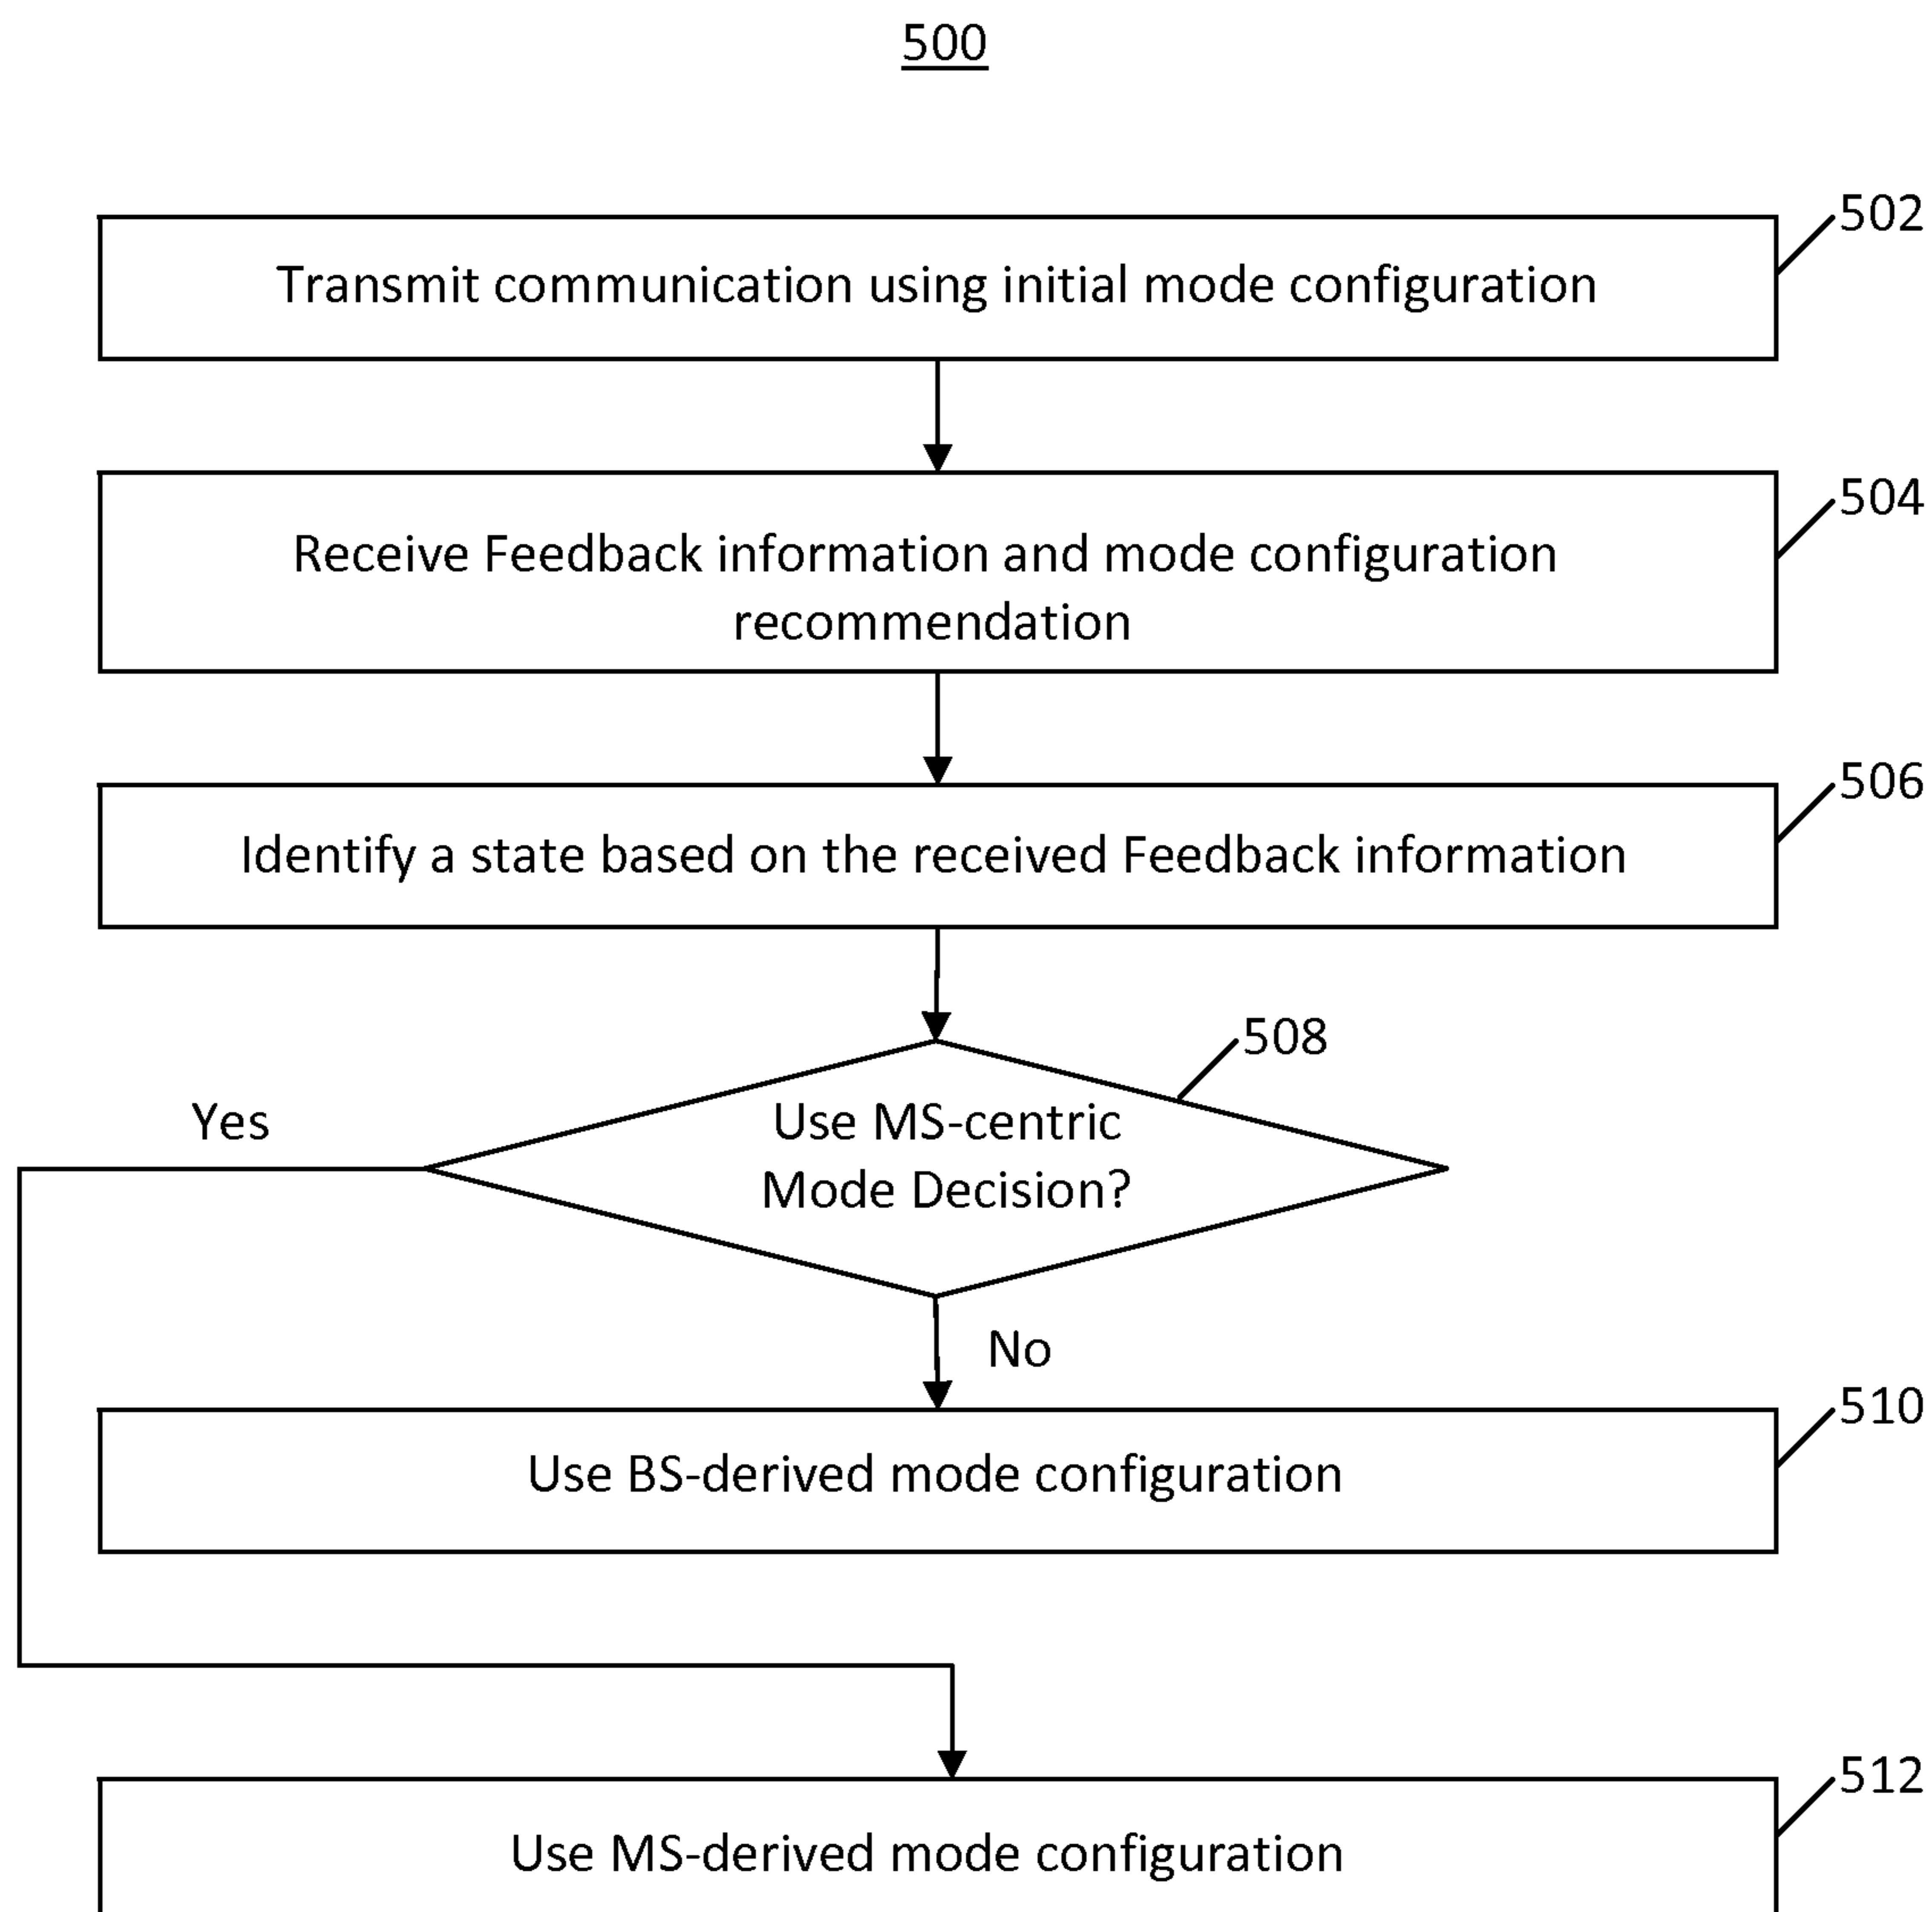 500
502
Transmit communication using initial mode configuration
504
Receive Feedback information and mode configuration
recommendation
506
Identify a state based on the received Feedback information
508
Yes
Use MS-centric
Mode Decision?
No
510
Use BS-derived mode configuration
512
Use MS-derived mode configuration